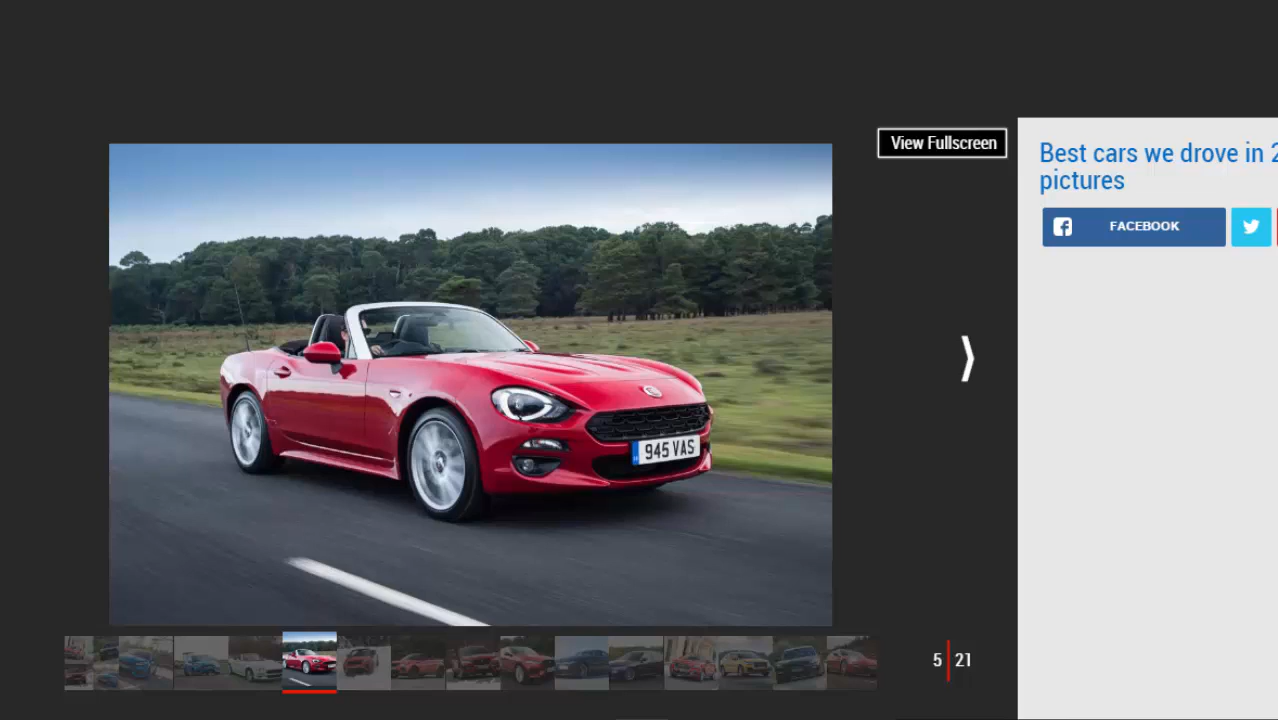 View Fullscreen
Best cars we drove in
pictures
FACEBOOK
945 VAS
5 21